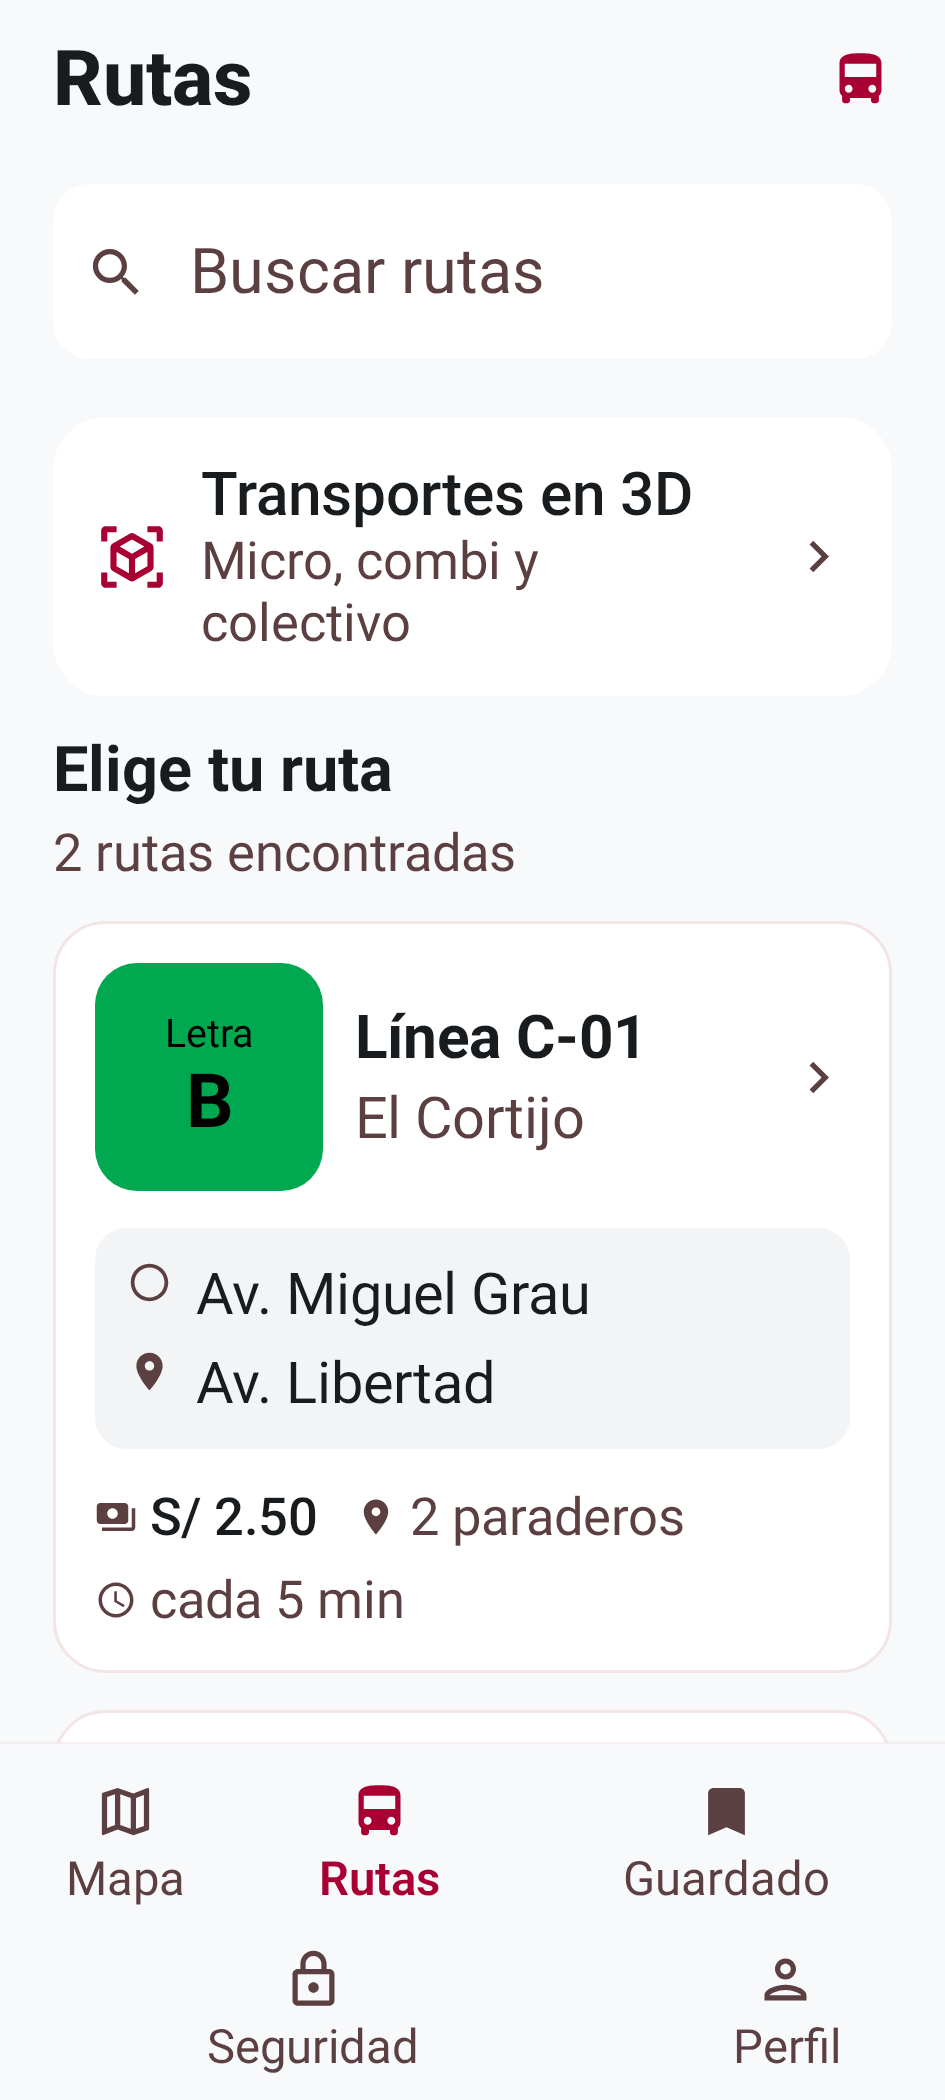 Rutas
Buscar rutas
Transportes en 3D
Micro, combi y
colectivo
Elige tu ruta
2 rutas encontradas
Letra
B
Línea C-01
El Cortijo
Av. Miguel Grau
Av. Libertad
S/ 2.50 2 paraderos
cada 5 min
Mapa Rutas Guardado
Seguridad Perfil